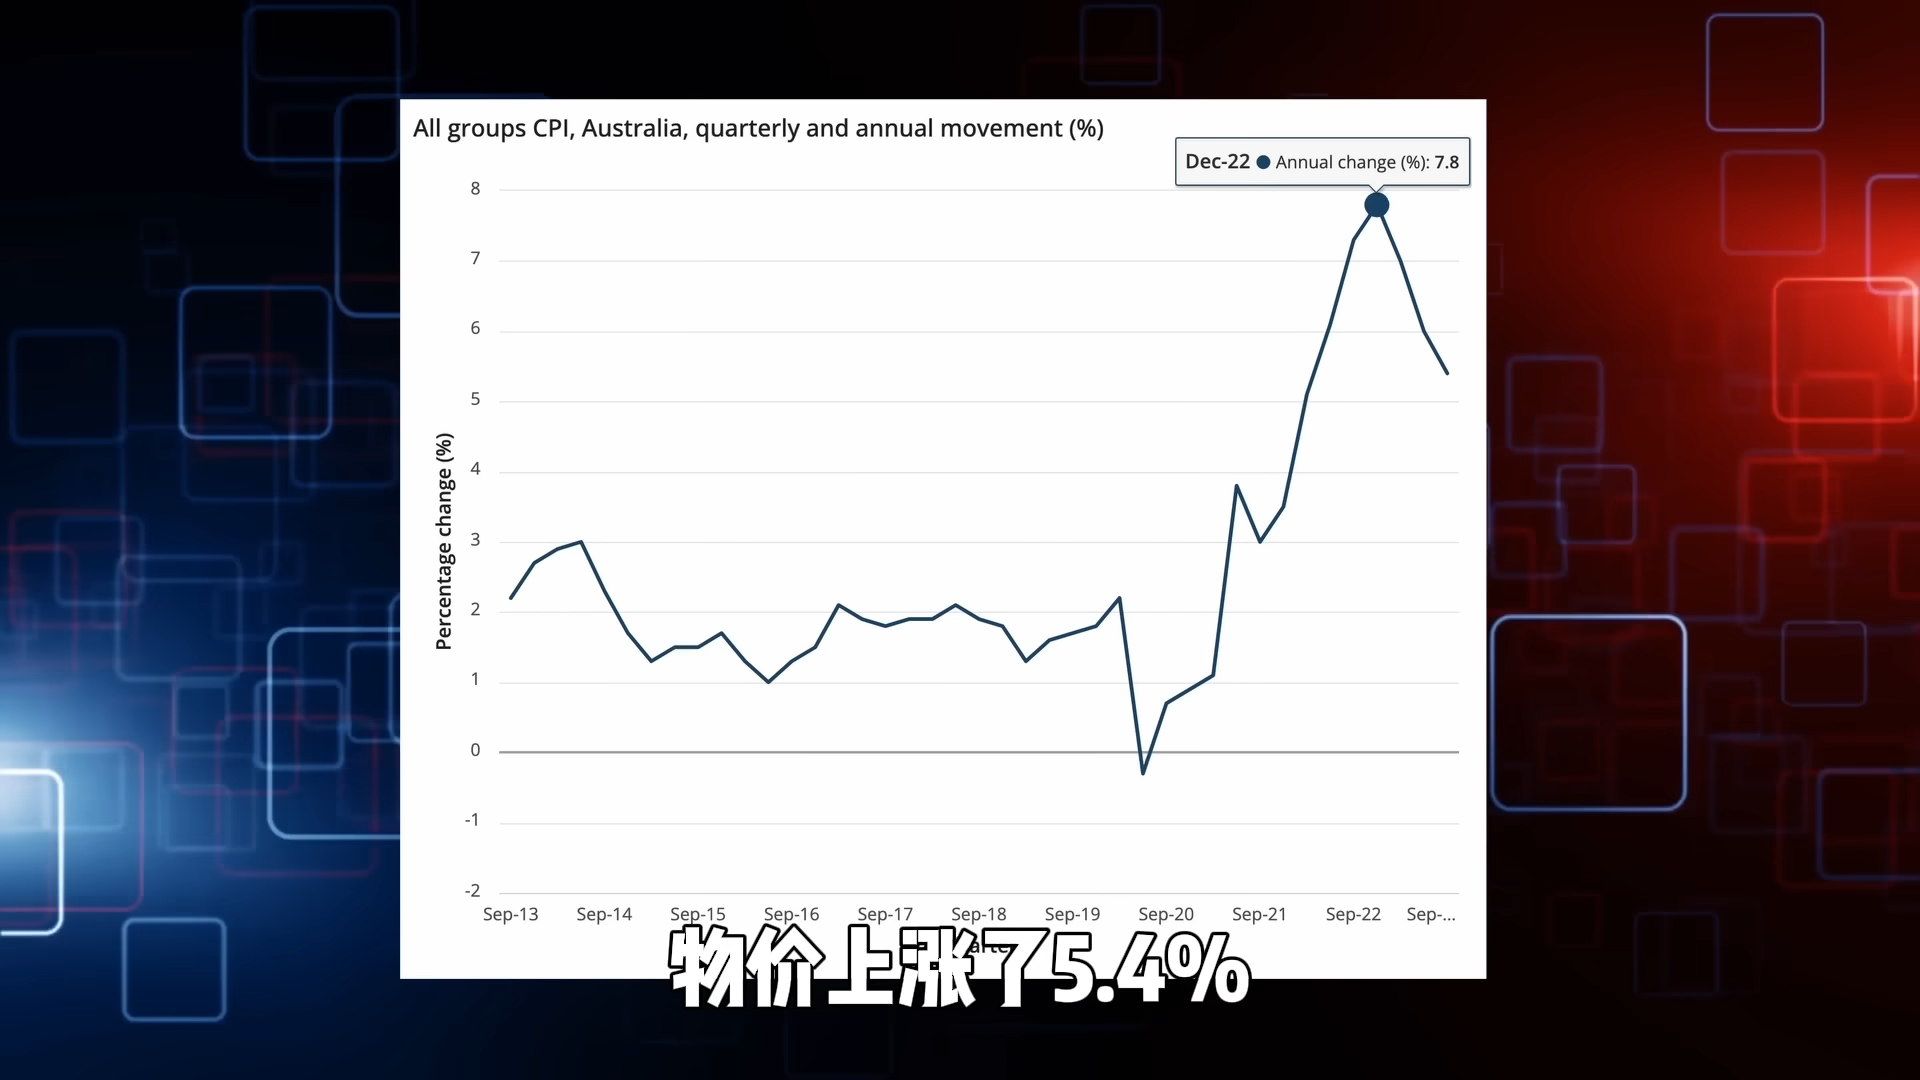 All groups CPI, Australia, quarterly and annual movement (%)
Dec-22 ● Annual change (%): 7.8
8
7
6
5
4
3
2
1
0
-1
-2
Percentage change (%)
Sep-13 Sep-14 Sep-15 Sep-16 Sep-17 Sep-18 Sep-19 Sep-20 Sep-21 Sep-22 Sep-...
物价上涨了5.4%